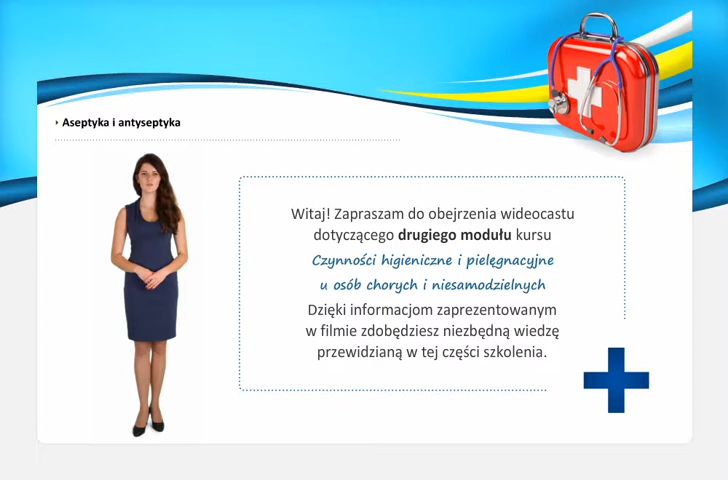 Aseptyka i antyseptyka
Witaj! Zapraszam do obejrzenia wideocastu
dotyczącego drugiego modułu kursu
Czynności higieniczne i pielęgnacyjne
u osób chorych i niesamodzielnych
Dzięki informacjom zaprezentowanym
w filmie zdobędziesz niezbędną wiedzę
przewidzianą w tej części szkolenia.